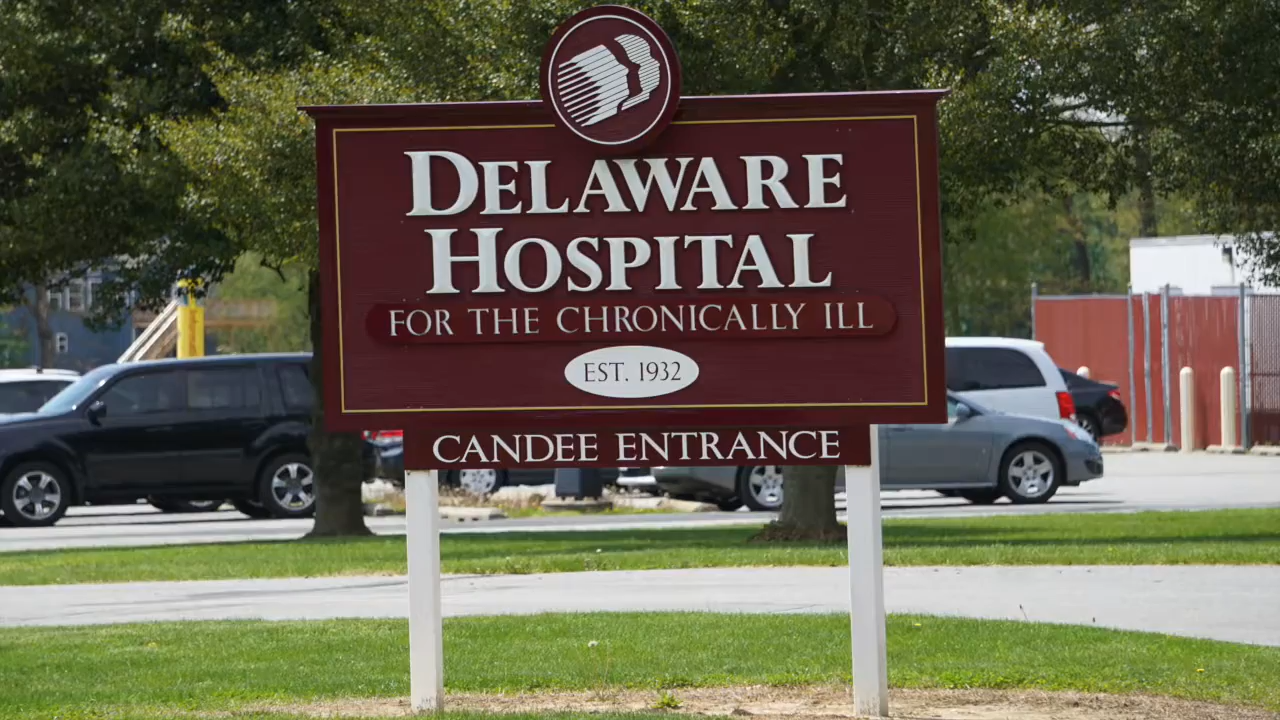 DELAWARE
HOSPITAL
FOR THE CHRONICALLY ILL
EST. 1932
CANDEE ENTRANCE